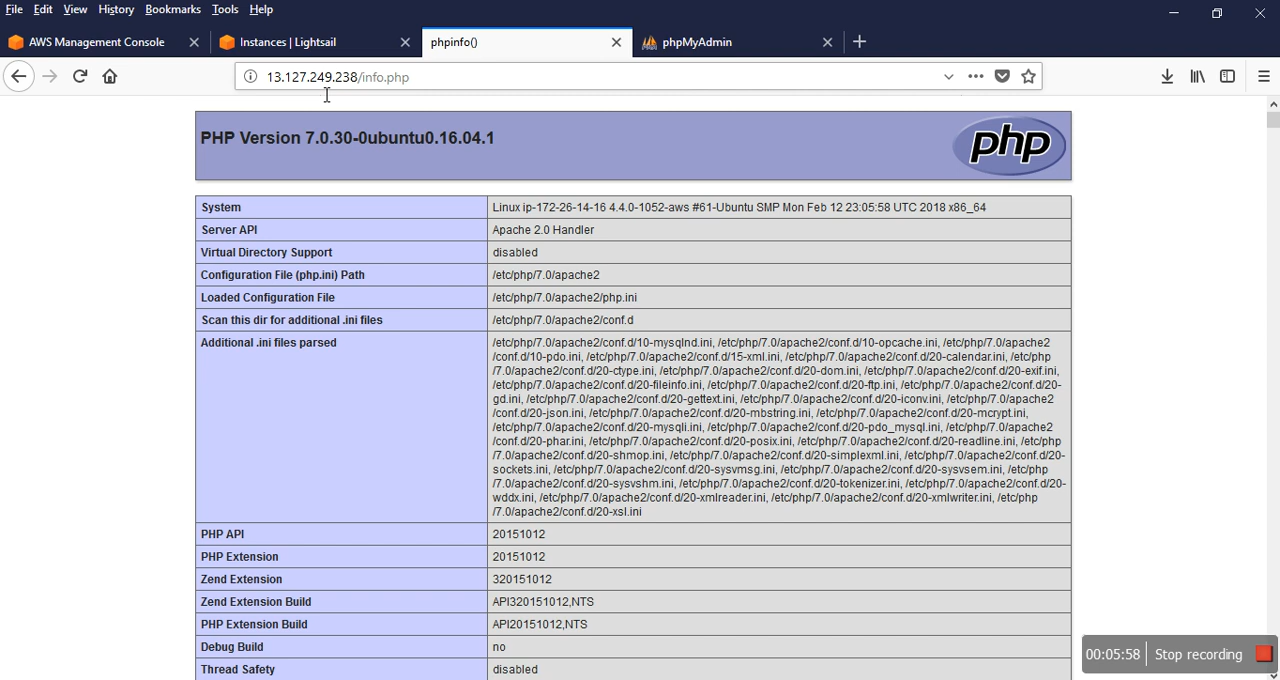 File Edit View History Bookmarks Tools Help
AWS Management Console
Instances | Lightsail
phpinfo()
phpMyAdmin
13.127.249.238/info.php
PHP Version 7.0.30-0ubuntu0.16.04.1
php
System Linux ip-172-26-14-16 4.4.0-1052-aws #61-Ubuntu SMP Mon Feb 12 23:05:58 UTC 2018 x86_64
Server API Apache 2.0 Handler
Virtual Directory Support disabled
Configuration File (php.ini) Path /etc/php/7.0/apache2
Loaded Configuration File /etc/php/7.0/apache2/php.ini
Scan this dir for additional .ini files /etc/php/7.0/apache2/conf.d
Additional .ini files parsed /etc/php/7.0/apache2/conf.d/10-mysqlnd.ini, /etc/php/7.0/apache2/conf.d/10-opcache.ini, /etc/php/7.0/apache2
/conf.d/10-pdo.ini, /etc/php/7.0/apache2/conf.d/15-xml.ini, /etc/php/7.0/apache2/conf.d/20-calendar.ini, /etc/php
/7.0/apache2/conf.d/20-ctype.ini, /etc/php/7.0/apache2/conf.d/20-dom.ini, /etc/php/7.0/apache2/conf.d/20-exif.ini,
/etc/php/7.0/apache2/conf.d/20-fileinfo.ini, /etc/php/7.0/apache2/conf.d/20-ftp.ini, /etc/php/7.0/apache2/conf.d/20-
gd.ini, /etc/php/7.0/apache2/conf.d/20-gettext.ini, /etc/php/7.0/apache2/conf.d/20-iconv.ini, /etc/php/7.0/apache2
/conf.d/20-json.ini, /etc/php/7.0/apache2/conf.d/20-mbstring.ini, /etc/php/7.0/apache2/conf.d/20-mcrypt.ini,
/etc/php/7.0/apache2/conf.d/20-mysqli.ini, /etc/php/7.0/apache2/conf.d/20-pdo_mysql.ini, /etc/php/7.0/apache2
/conf.d/20-phar.ini, /etc/php/7.0/apache2/conf.d/20-posix.ini, /etc/php/7.0/apache2/conf.d/20-readline.ini, /etc/php
/7.0/apache2/conf.d/20-shmop.ini, /etc/php/7.0/apache2/conf.d/20-simplexml.ini, /etc/php/7.0/apache2/conf.d/20-
sockets.ini, /etc/php/7.0/apache2/conf.d/20-sysvmsg.ini, /etc/php/7.0/apache2/conf.d/20-sysvsem.ini, /etc/php
/7.0/apache2/conf.d/20-sysvshm.ini, /etc/php/7.0/apache2/conf.d/20-tokenizer.ini, /etc/php/7.0/apache2/conf.d/20-
wddx.ini, /etc/php/7.0/apache2/conf.d/20-xmlreader.ini, /etc/php/7.0/apache2/conf.d/20-xmlwriter.ini, /etc/php
/7.0/apache2/conf.d/20-xsl.ini
PHP API 20151012
PHP Extension 20151012
Zend Extension 320151012
Zend Extension Build API320151012,NTS
PHP Extension Build API20151012,NTS
Debug Build no
Thread Safety disabled
00:05:58 Stop recording